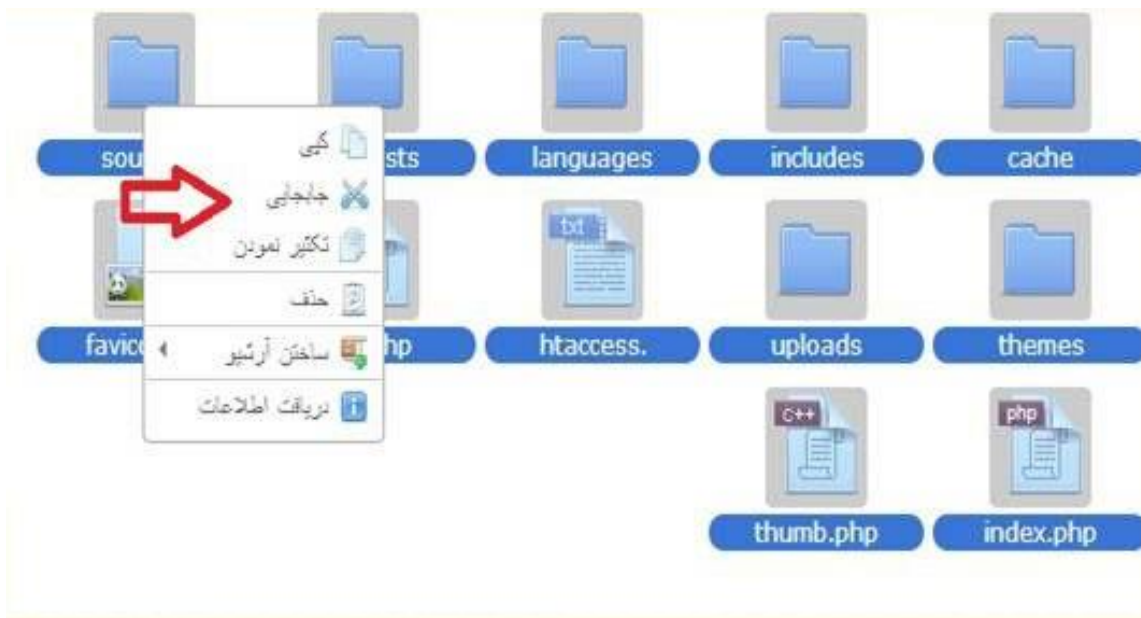 sou
sts
languages
includes
cache
کپی
جابجایی
تکثیر نمودن
حذف
ساختن آرشیو
دریافت اطلاعات
txt
favico
hp
htaccess.
uploads
themes
C++
php
thumb.php
index.php